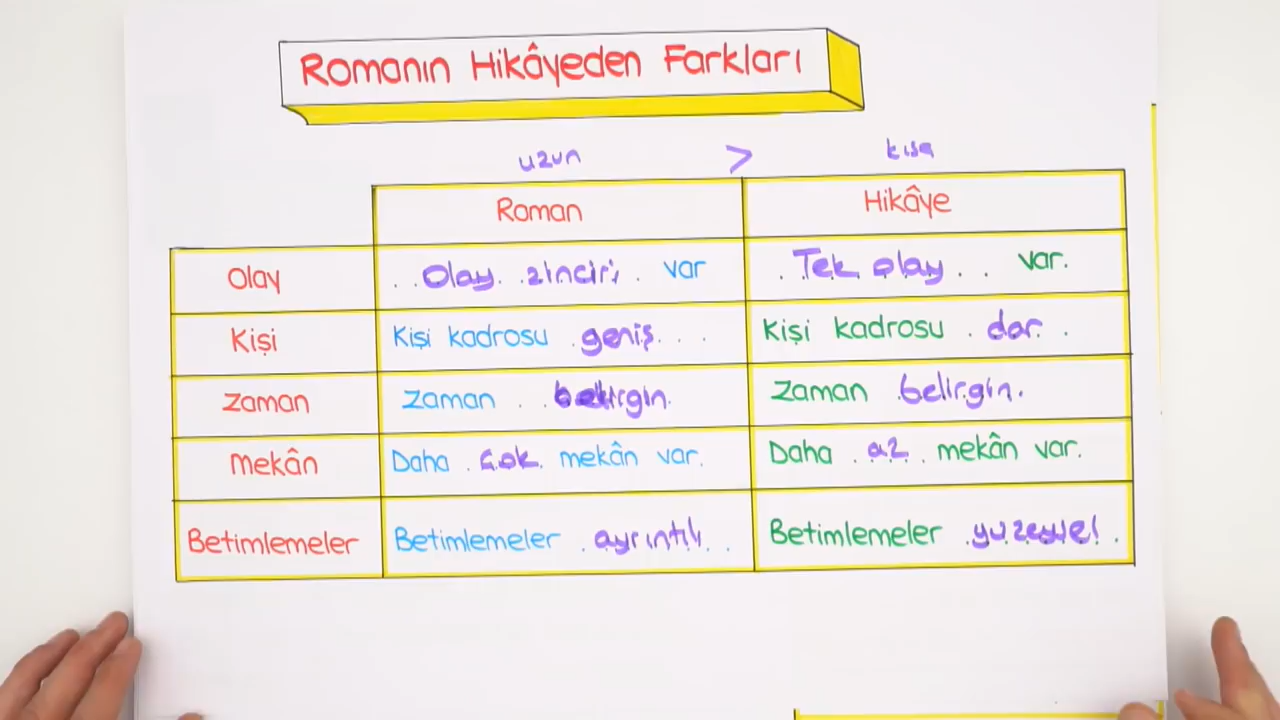 Romanın Hikâyeden Farkları
uzun > kısa
Roman Hikâye
Olay Olay zinciri var Tek olay var.
Kişi Kişi kadrosu geniş Kişi kadrosu dar
Zaman Zaman belirgin. Zaman belirgin.
Mekân Daha çok mekân var. Daha az mekân var.
Betimlemeler Betimlemeler ayrıntılı Betimlemeler yüzeysel